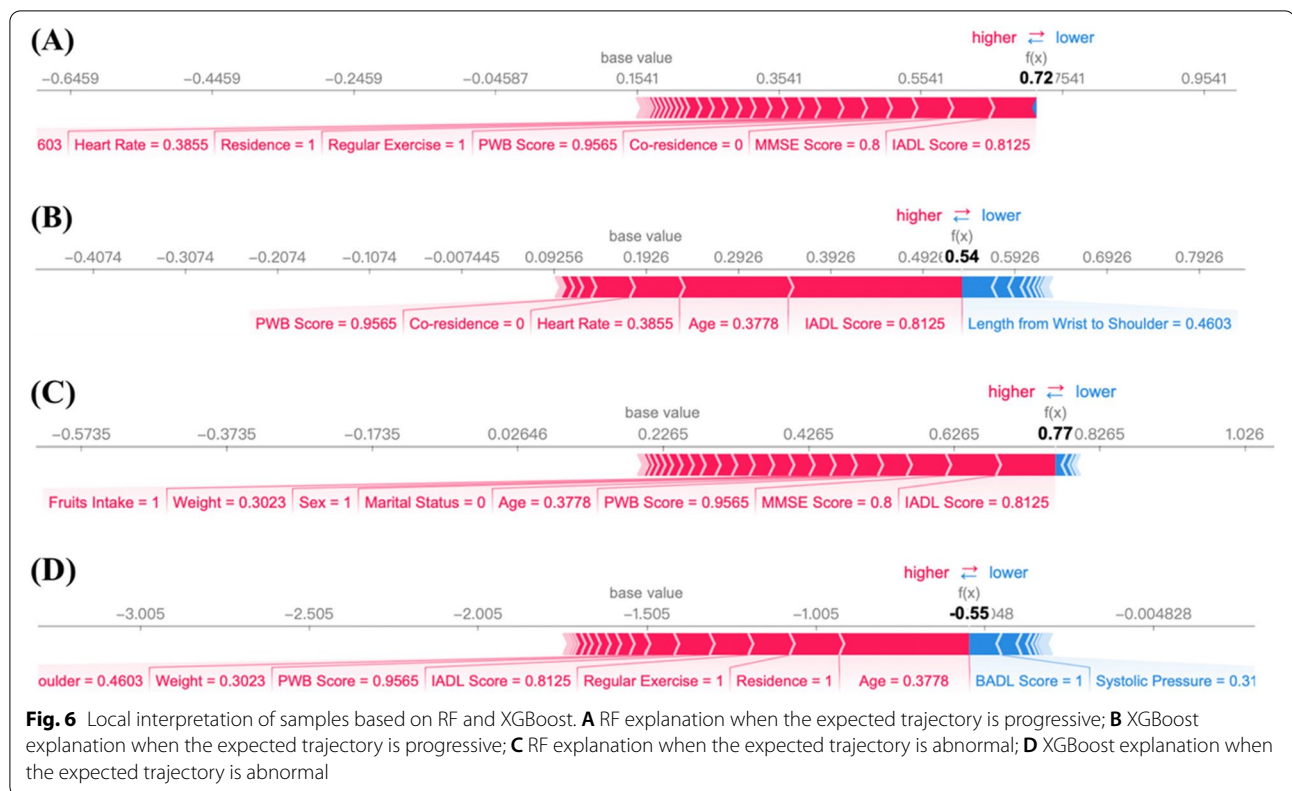 (A)
higher ⇄ lower
base value f(x)
−0.6459 −0.4459 −0.2459 −0.04587 0.1541 0.3541 0.5541 0.72 7541 0.9541
603 Heart Rate = 0.3855 Residence = 1 Regular Exercise = 1 PWB Score = 0.9565 Co-residence = 0 MMSE Score = 0.8 IADL Score = 0.8125
(B)
higher ⇄ lower
base value f(x)
−0.4074 −0.3074 −0.2074 −0.1074 −0.007445 0.09256 0.1926 0.2926 0.3926 0.492 0.54 0.5926 0.6926 0.7926
PWB Score = 0.9565 Co-residence = 0 Heart Rate = 0.3855 Age = 0.3778 IADL Score = 0.8125 Length from Wrist to Shoulder = 0.4603
(C)
higher ⇄ lower
base value f(x)
−0.5735 −0.3735 −0.1735 0.02646 0.2265 0.4265 0.6265 0.77 0.8265 1.026
Fruits Intake = 1 Weight = 0.3023 Sex = 1 Marital Status = 0 Age = 0.3778 PWB Score = 0.9565 MMSE Score = 0.8 IADL Score = 0.8125
(D)
higher ⇄ lower
base value f(x)
−3.005 −2.505 −2.005 −1.505 −1.005 -0.55 048 −0.004828
oulder = 0.4603 Weight = 0.3023 PWB Score = 0.9565 IADL Score = 0.8125 Regular Exercise = 1 Residence = 1 Age = 0.3778 BADL Score = 1 Systolic Pressure = 0.31
Fig. 6 Local interpretation of samples based on RF and XGBoost. A RF explanation when the expected trajectory is progressive; B XGBoost
explanation when the expected trajectory is progressive; C RF explanation when the expected trajectory is abnormal; D XGBoost explanation when
the expected trajectory is abnormal